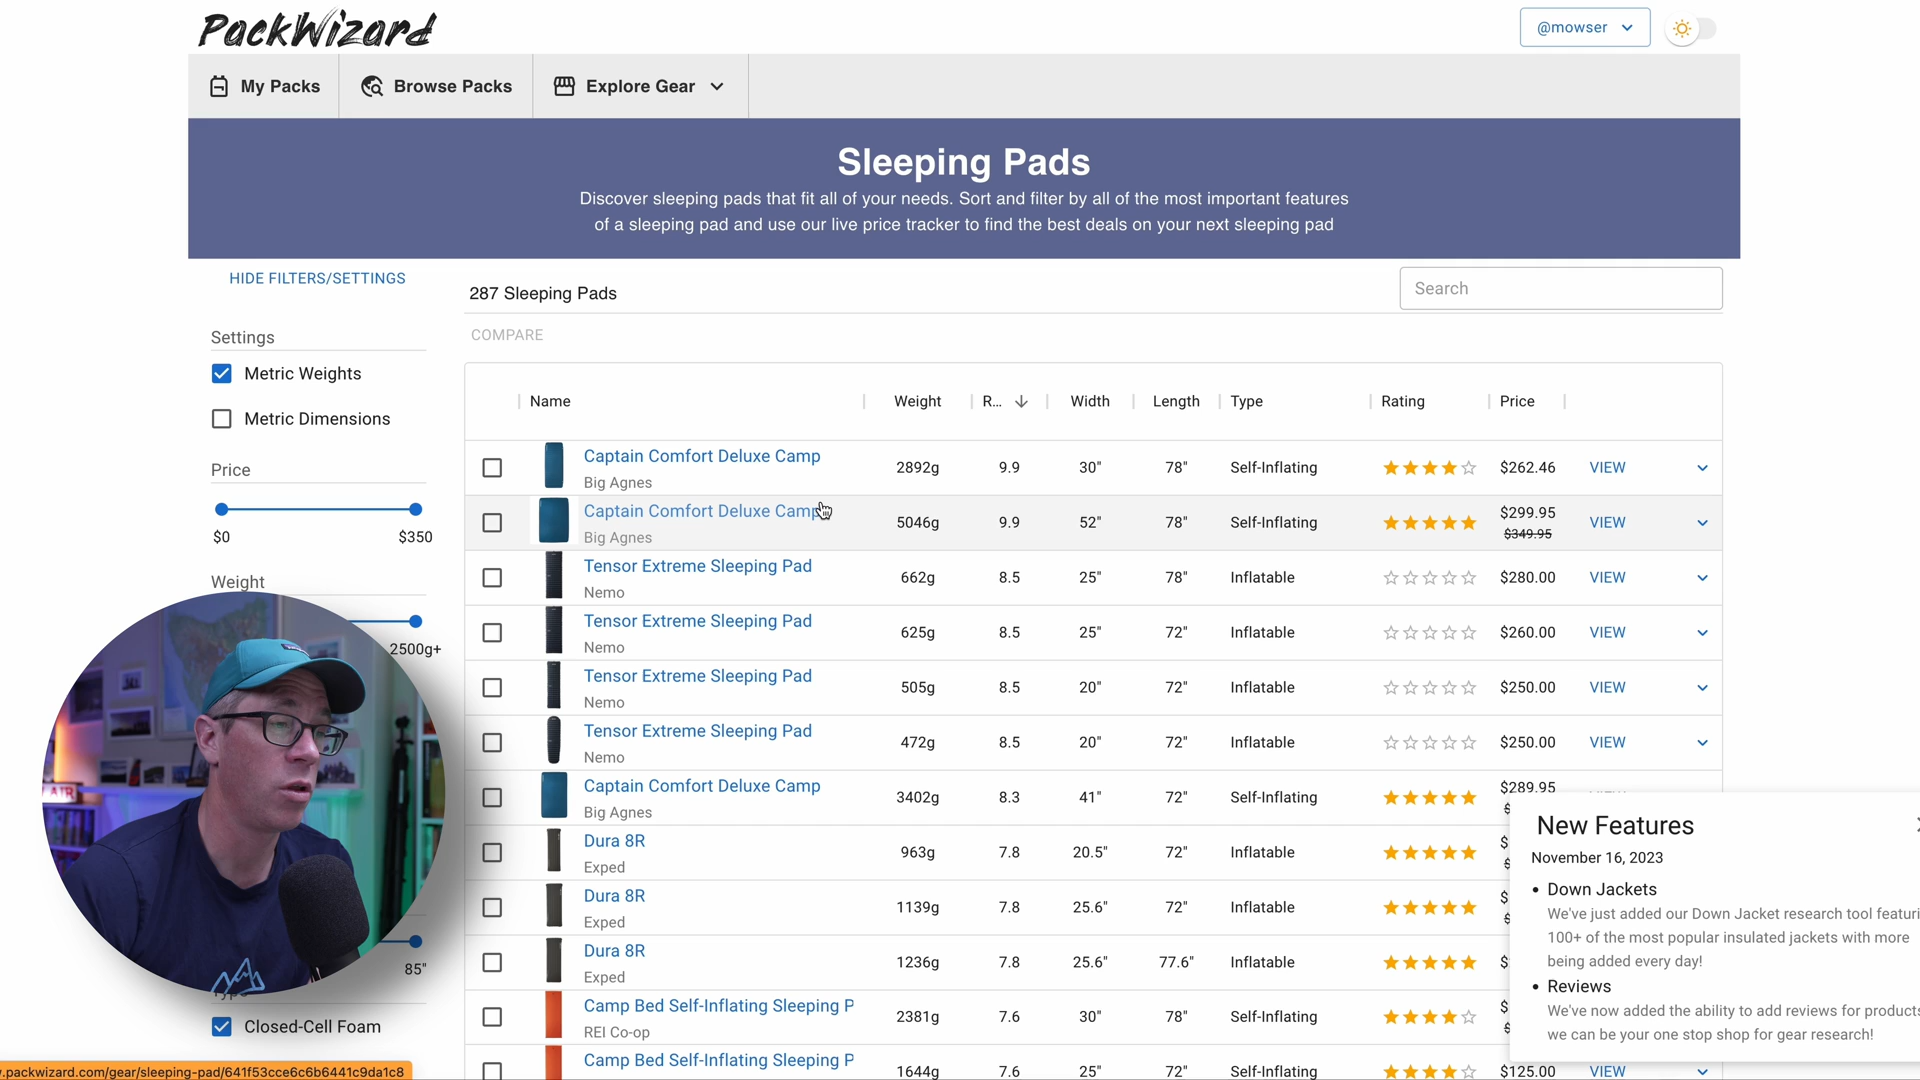 PackWizard
@mowser
My Packs
Browse Packs
Explore Gear
Sleeping Pads
Discover sleeping pads that fit all of your needs. Sort and filter by all of the most important features
of a sleeping pad and use our live price tracker to find the best deals on your next sleeping pad
HIDE FILTERS/SETTINGS
287 Sleeping Pads
Search
Settings
COMPARE
Metric Weights
Metric Dimensions
Price
$0 $350
Weight
2500g+
85"
Closed-Cell Foam
Name Weight R... Width Length Type Rating Price
Captain Comfort Deluxe Camp
Big Agnes
2892g 9.9 30" 78" Self-Inflating $262.46 VIEW
Captain Comfort Deluxe Camp
Big Agnes
5046g 9.9 52" 78" Self-Inflating $299.95 $349.95 VIEW
Tensor Extreme Sleeping Pad
Nemo
662g 8.5 25" 78" Inflatable $280.00 VIEW
Tensor Extreme Sleeping Pad
Nemo
625g 8.5 25" 72" Inflatable $260.00 VIEW
Tensor Extreme Sleeping Pad
Nemo
505g 8.5 20" 72" Inflatable $250.00 VIEW
Tensor Extreme Sleeping Pad
Nemo
472g 8.5 20" 72" Inflatable $250.00 VIEW
Captain Comfort Deluxe Camp
Big Agnes
3402g 8.3 41" 72" Self-Inflating $289.95
Dura 8R
Exped
963g 7.8 20.5" 72" Inflatable
Dura 8R
Exped
1139g 7.8 25.6" 72" Inflatable
Dura 8R
Exped
1236g 7.8 25.6" 77.6" Inflatable
Camp Bed Self-Inflating Sleeping P
REI Co-op
2381g 7.6 30" 78" Self-Inflating
Camp Bed Self-Inflating Sleeping P
1644g 7.6 25" 72" Self-Inflating $125.00 VIEW
New Features
November 16, 2023
• Down Jackets
We've just added our Down Jacket research tool featuri
100+ of the most popular insulated jackets with more
being added every day!
• Reviews
We've now added the ability to add reviews for products
we can be your one stop shop for gear research!
.packwizard.com/gear/sleeping-pad/641f53cce6c6b6441c9da1c8